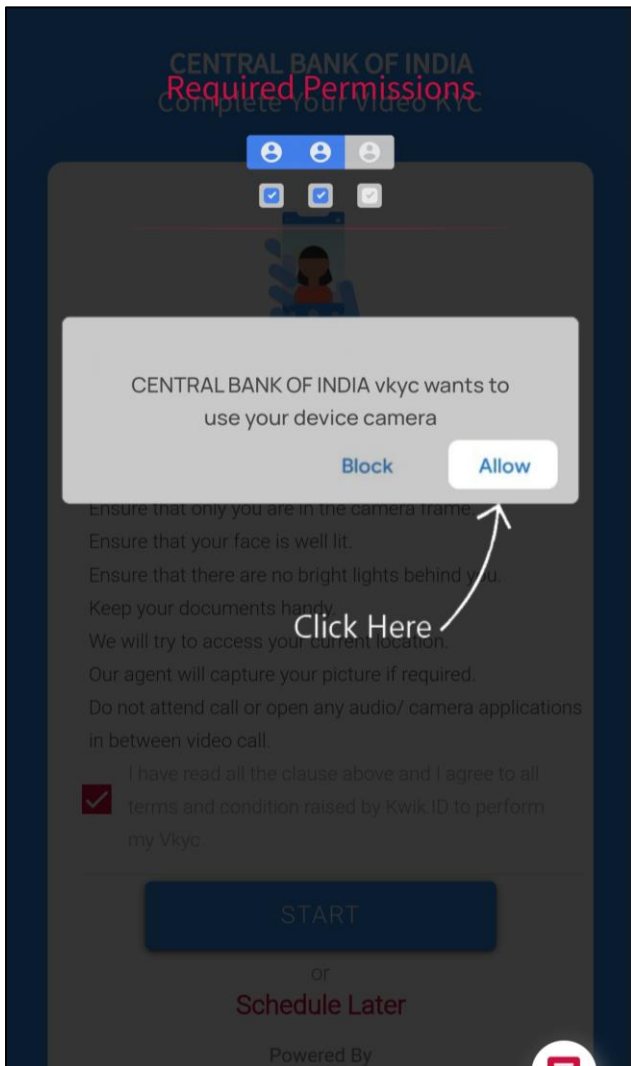 CENTRAL BANK OF INDIA
Required Permissions
Complete Your Video KYC
CENTRAL BANK OF INDIA vkyc wants to
use your device camera
Block
Allow
Ensure that only you are in the camera frame.
Ensure that your face is well lit.
Ensure that there are no bright lights behind you.
Keep your documents handy.
Click Here
We will try to access your current location.
Our agent will capture your picture if required.
Do not attend call or open any audio/ camera applications
in between video call.
I have read all the clause above and I agree to all
terms and condition raised by Kwik.ID to perform
my Vkyc
START
or
Schedule Later
Powered By